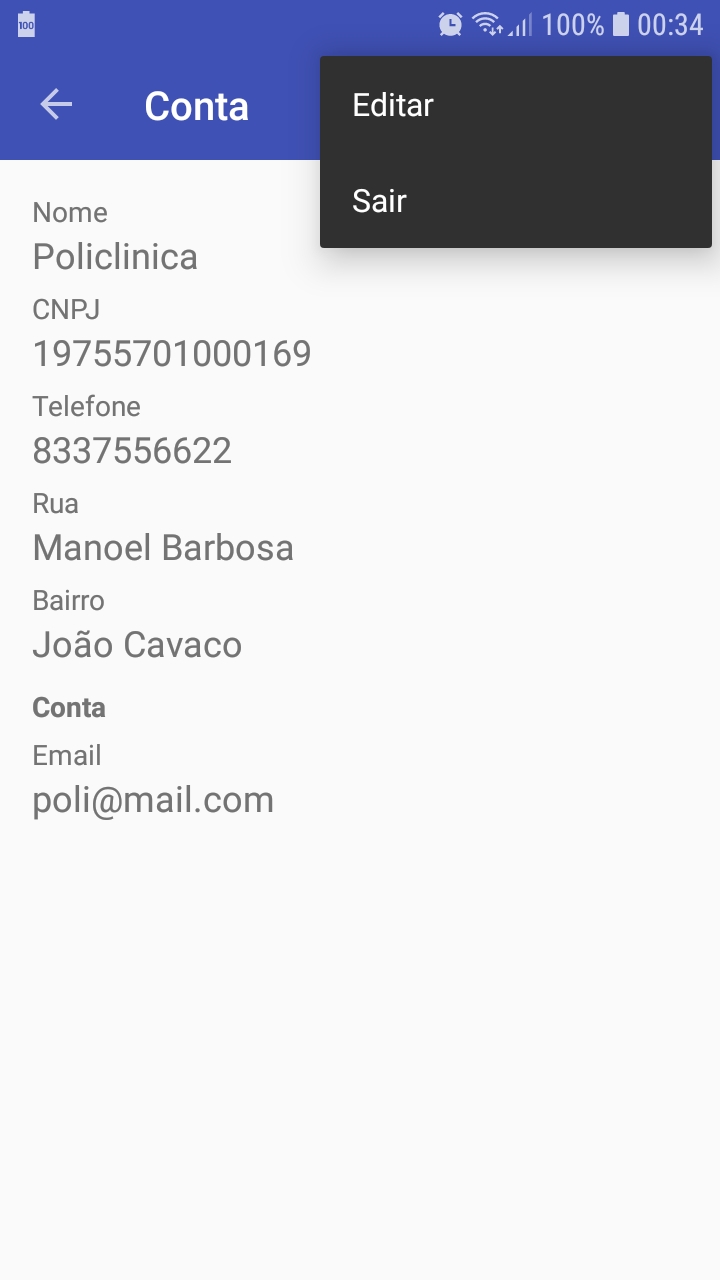 100 100% 00:34
Conta
Editar
Sair
Nome
Policlinica
CNPJ
19755701000169
Telefone
8337556622
Rua
Manoel Barbosa
Bairro
João Cavaco
Conta
Email
poli@mail.com